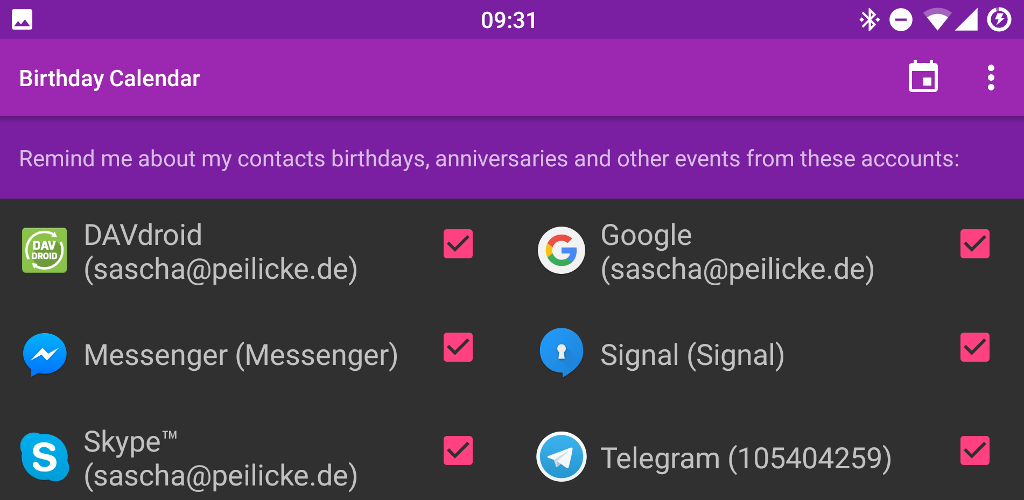 09:31
Birthday Calendar
Remind me about my contacts birthdays, anniversaries and other events from these accounts:
DAV
DROID
DAVdroid
(sascha@peilicke.de)
Google
(sascha@peilicke.de)
Messenger (Messenger)
Signal (Signal)
Skype™
(sascha@peilicke.de)
Telegram (105404259)